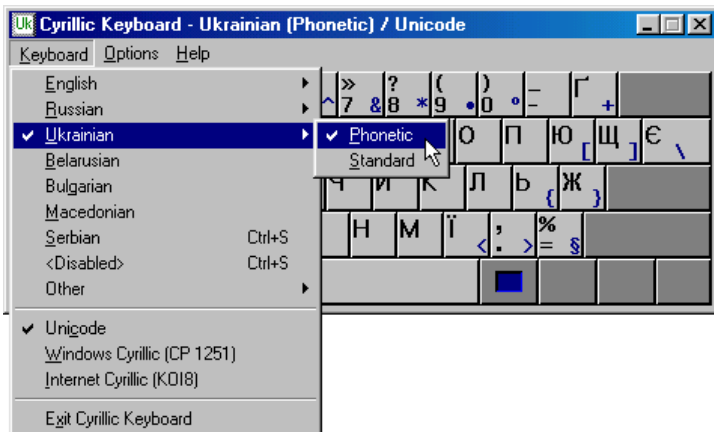 Uk Cyrillic Keyboard - Ukrainian (Phonetic) / Unicode
Keyboard Options Help
English
Russian
Ukrainian
Belarusian
Bulgarian
Macedonian
Serbian Ctrl+S
<Disabled> Ctrl+S
Other
Unicode
Windows Cyrillic (CP 1251)
Internet Cyrillic (KOI8)
Exit Cyrillic Keyboard
Phonetic
Standard
^ » 7 & ? 8 * ( 9 • ) 0 ° _ - Ґ +
О П Ю [ Щ ] Є \
Ч И К Л Ь { Ж }
Н М Ї < ; . > % = §